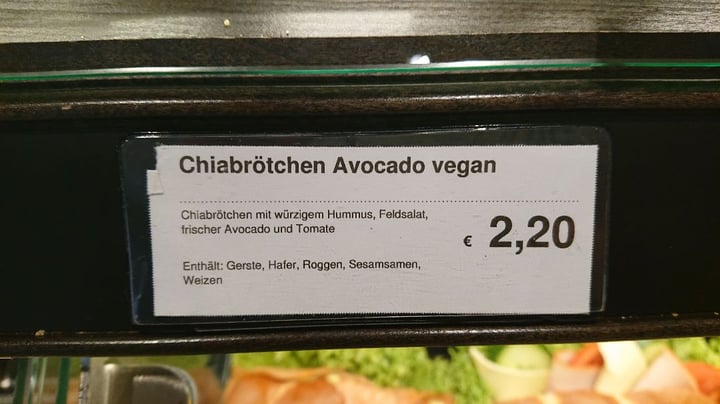 Chiabrötchen Avocado vegan
Chiabrötchen mit würzigem Hummus, Feldsalat,
frischer Avocado und Tomate
€ 2,20
Enthält: Gerste, Hafer, Roggen, Sesamsamen,
Weizen